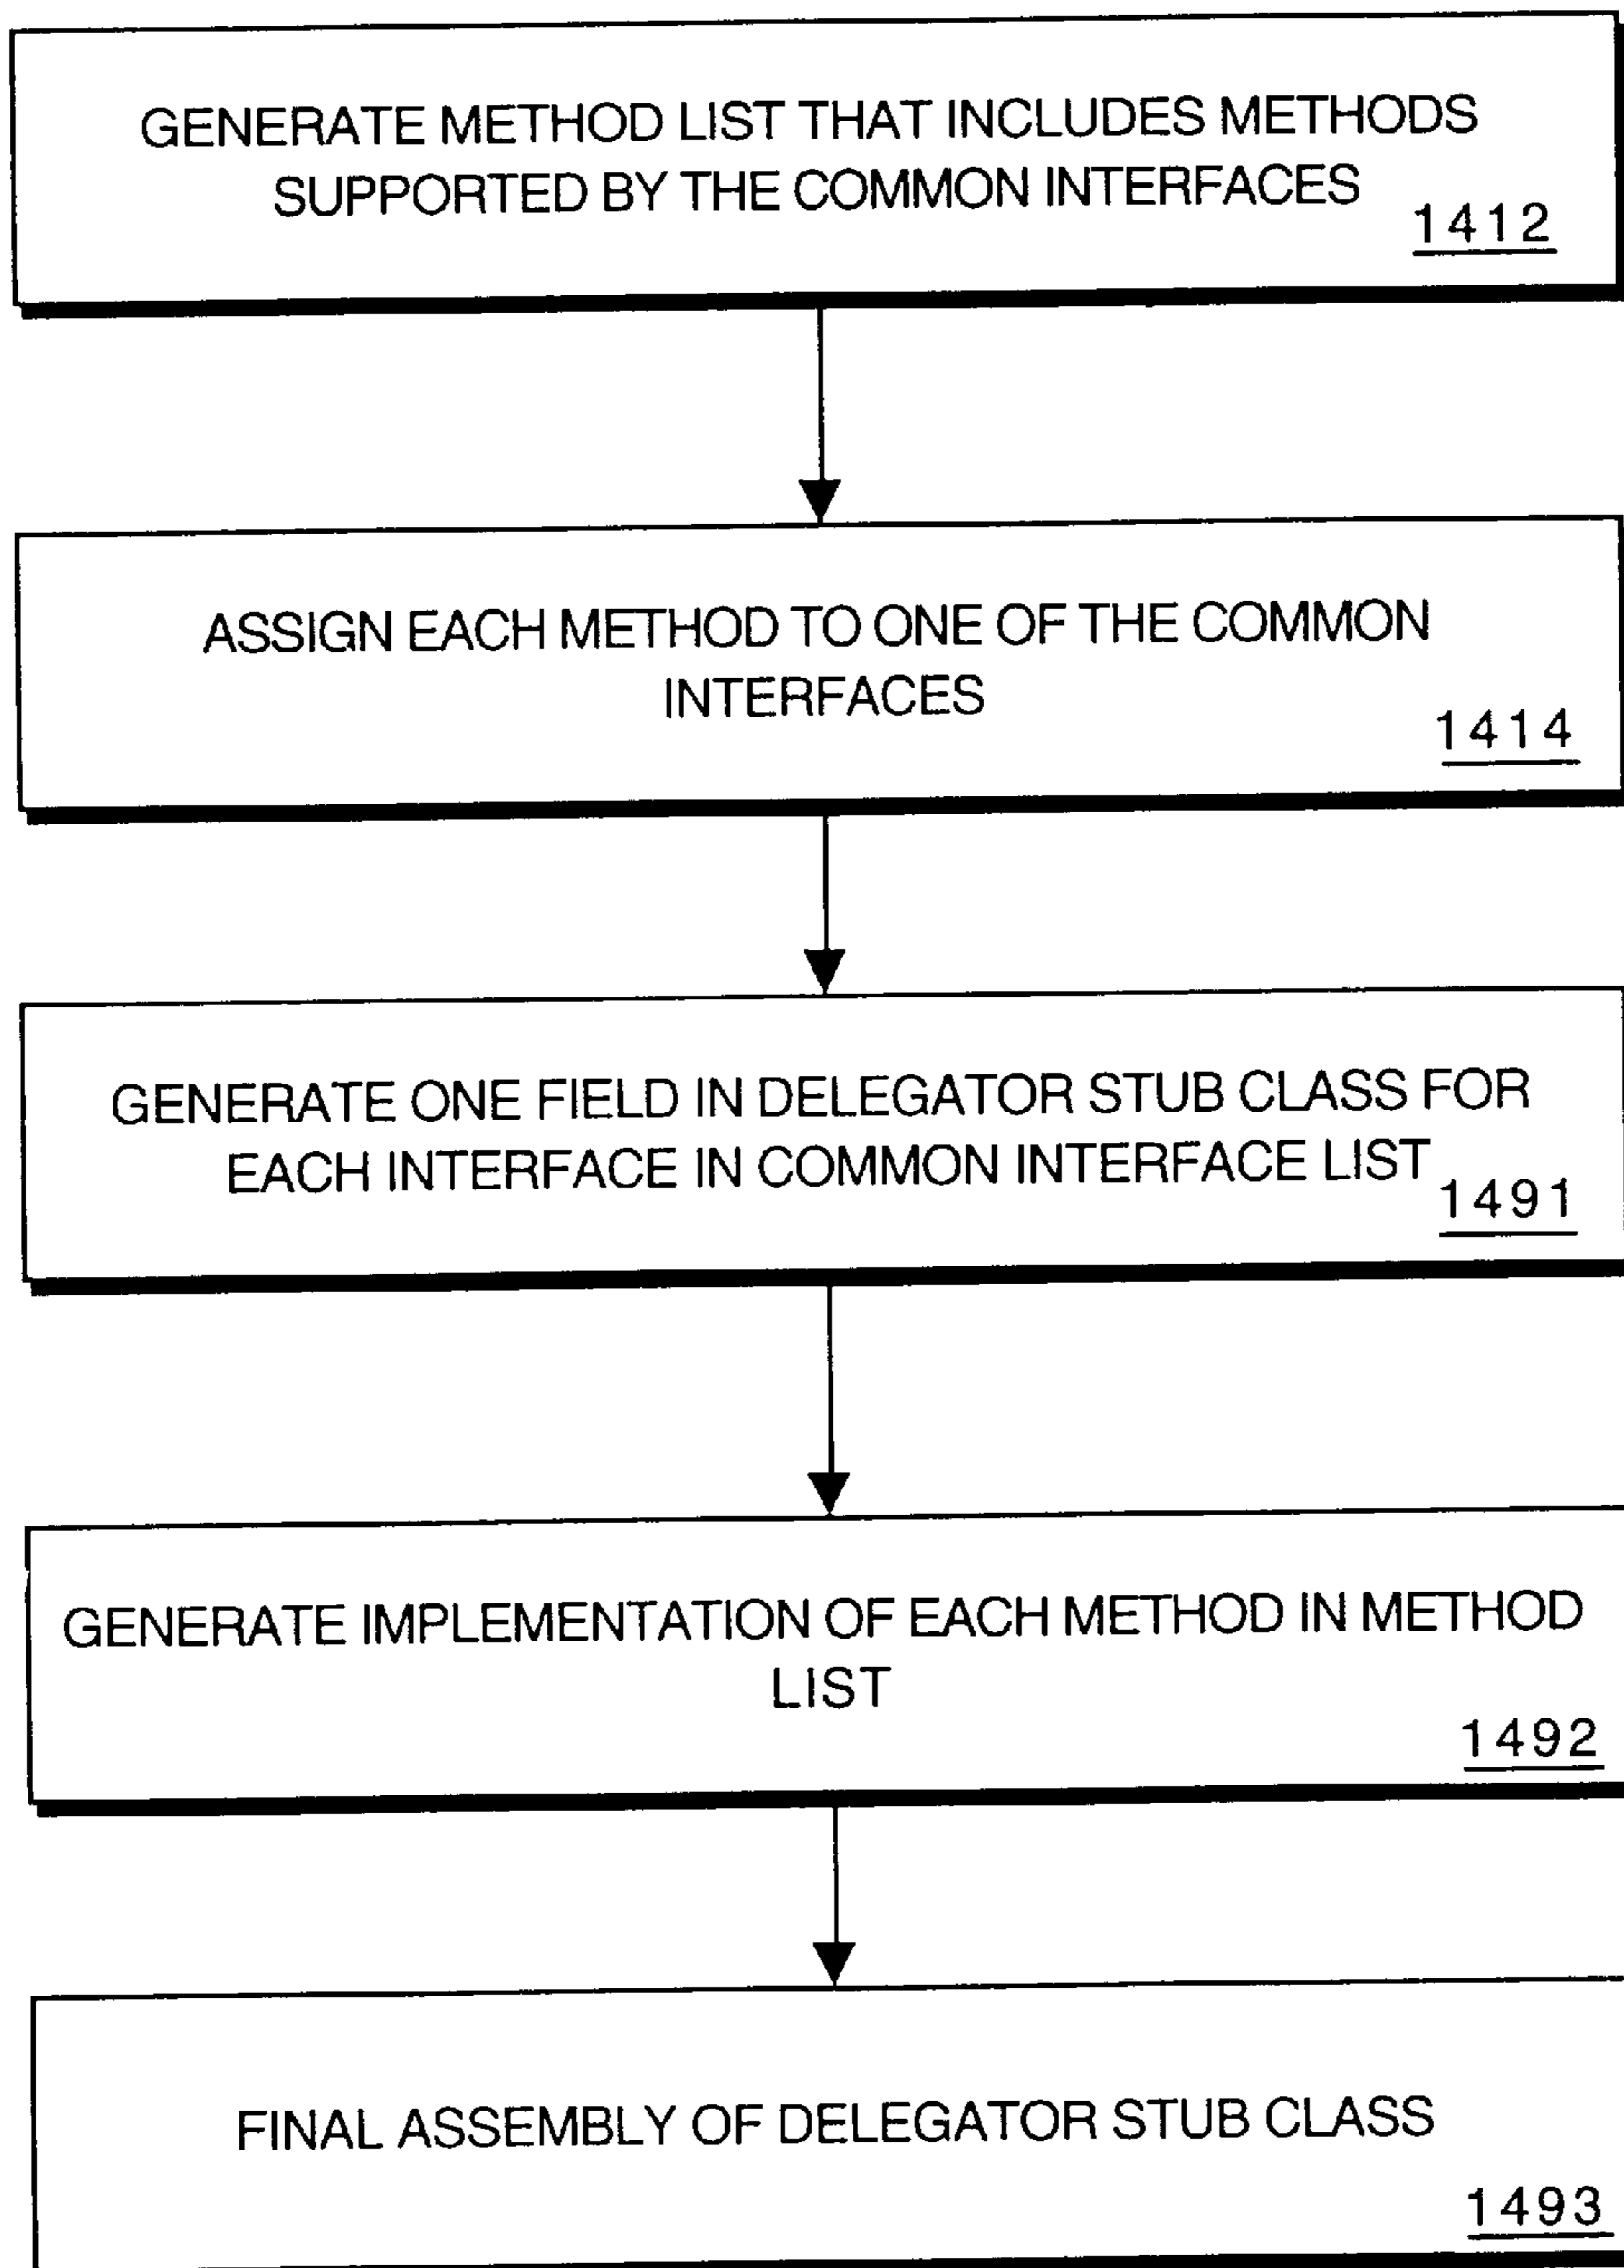 GENERATE METHOD LIST THAT INCLUDES METHODS
SUPPORTED BY THE COMMON INTERFACES
1412
ASSIGN EACH METHOD TO ONE OF THE COMMON
INTERFACES
1414
GENERATE ONE FIELD IN DELEGATOR STUB CLASS FOR
EACH INTERFACE IN COMMON INTERFACE LIST
1491
GENERATE IMPLEMENTATION OF EACH METHOD IN METHOD
LIST
1492
FINAL ASSEMBLY OF DELEGATOR STUB CLASS
1493